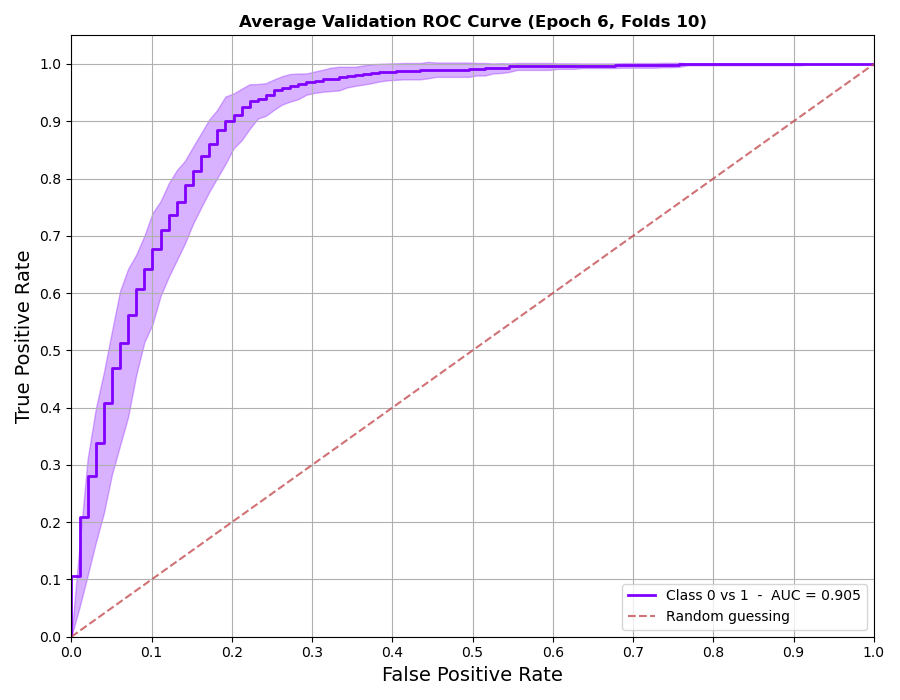 Average Validation ROC Curve (Epoch 6, Folds 10)
True Positive Rate
1.0
0.9
0.8
0.7
0.6
0.5
0.4
0.3
0.2
0.1
0.0
Class 0 vs 1 - AUC = 0.905
Random guessing
0.0 0.1 0.2 0.3 0.4 0.5 0.6 0.7 0.8 0.9 1.0
False Positive Rate